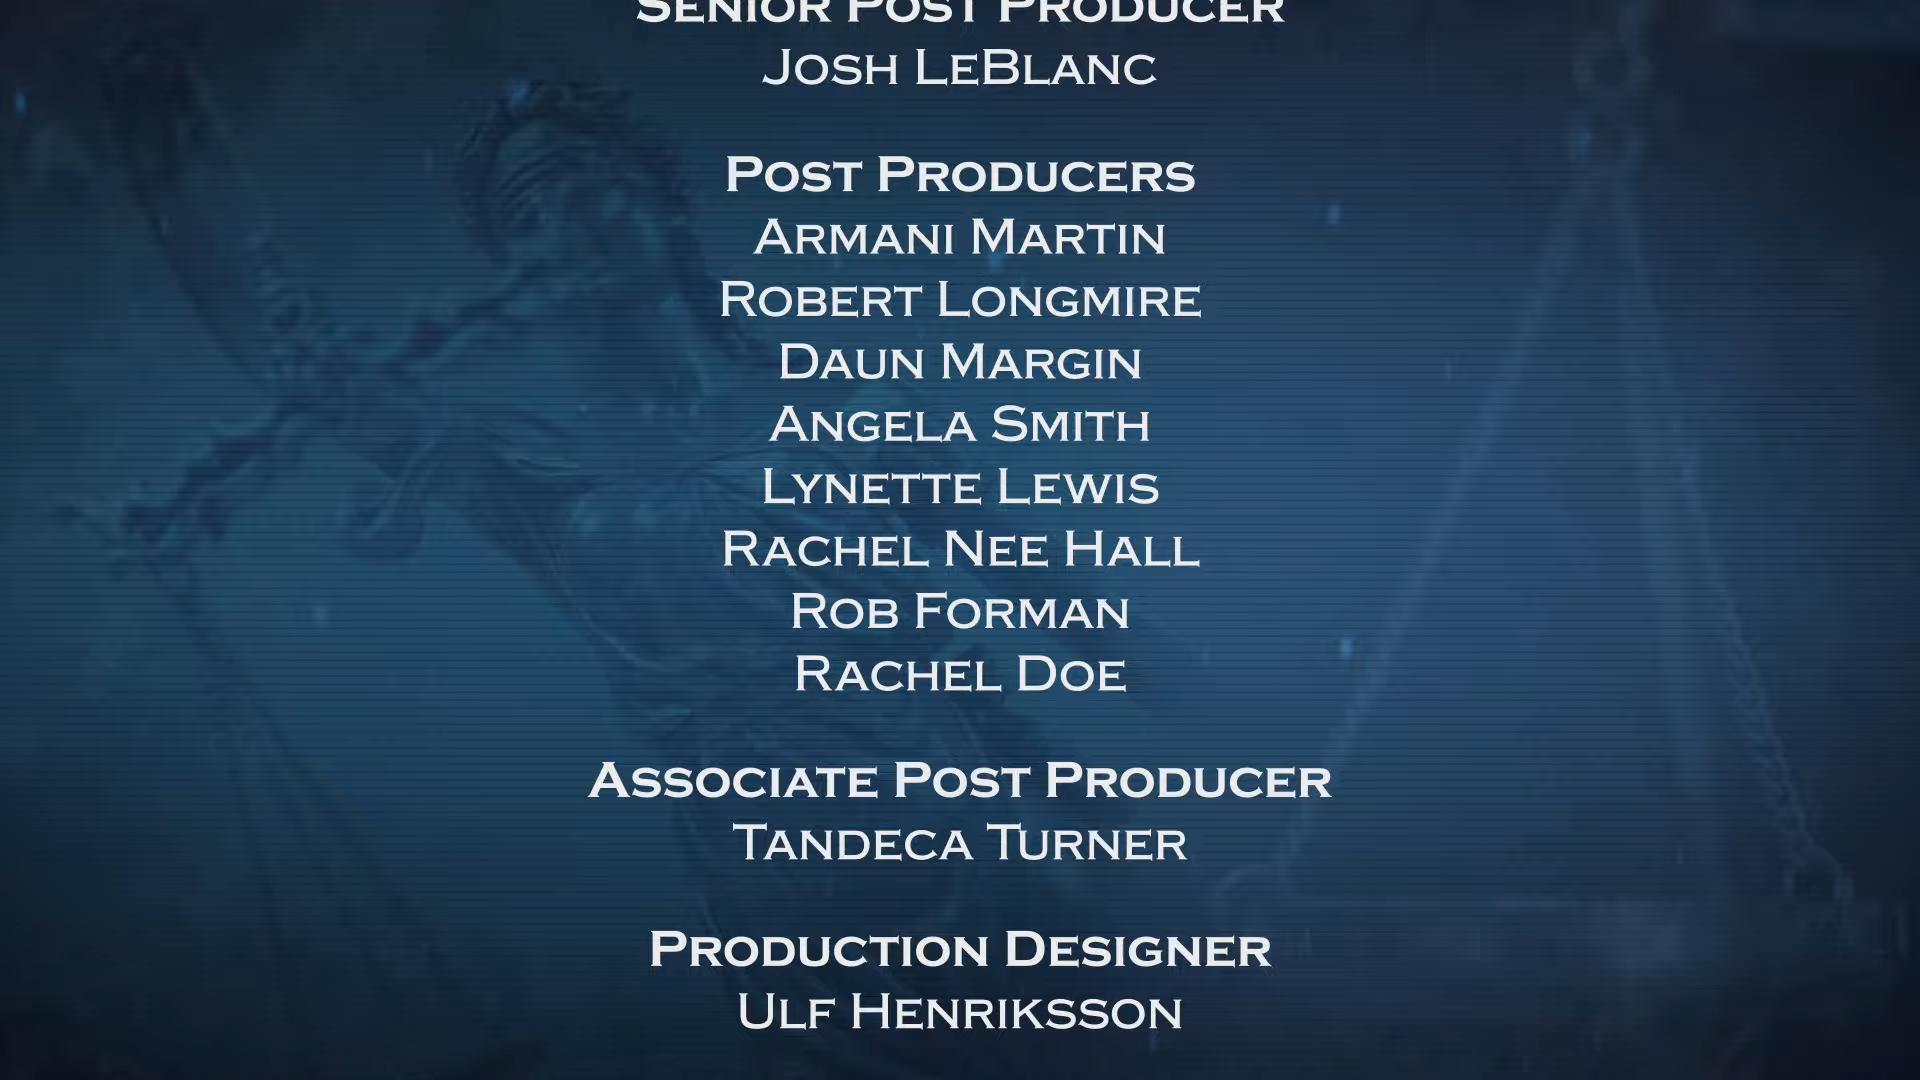 Senior Post Producer
Josh LeBlanc
Post Producers
Armani Martin
Robert Longmire
Daun Margin
Angela Smith
Lynette Lewis
Rachel Nee Hall
Rob Forman
Rachel Doe
Associate Post Producer
Tandeca Turner
Production Designer
Ulf Henriksson